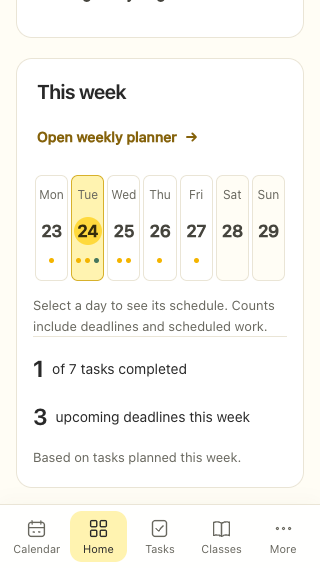 This week
Open weekly planner →
Mon Tue Wed Thu Fri Sat Sun
23 24 25 26 27 28 29
Select a day to see its schedule. Counts
include deadlines and scheduled work.
1 of 7 tasks completed
3 upcoming deadlines this week
Based on tasks planned this week.
Calendar Home Tasks Classes More